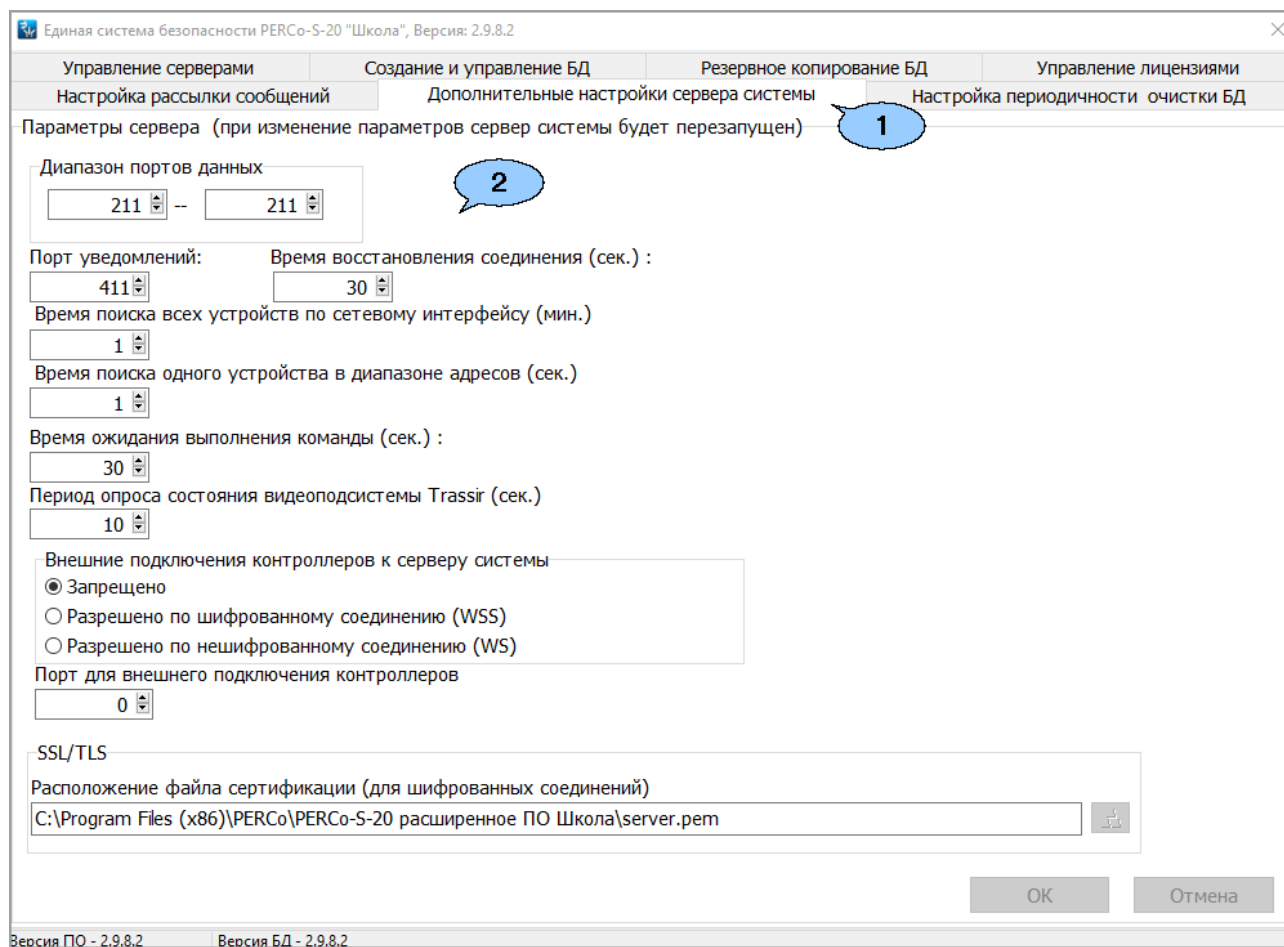 Единая система безопасности PERCo-S-20 "Школа", Версия: 2.9.8.2
Управление серверами Создание и управление БД Резервное копирование БД Управление лицензиями
Настройка рассылки сообщений Дополнительные настройки сервера системы Настройка периодичности очистки БД
Параметры сервера (при изменение параметров сервер системы будет перезапущен)
1
Диапазон портов данных
2
211 -- 211
Порт уведомлений: Время восстановления соединения (сек.) :
411 30
Время поиска всех устройств по сетевому интерфейсу (мин.)
1
Время поиска одного устройства в диапазоне адресов (сек.)
1
Время ожидания выполнения команды (сек.) :
30
Период опроса состояния видеоподсистемы Trassir (сек.)
10
Внешние подключения контроллеров к серверу системы
Запрещено
Разрешено по шифрованному соединению (WSS)
Разрешено по нешифрованному соединению (WS)
Порт для внешнего подключения контроллеров
0
SSL/TLS
Расположение файла сертификации (для шифрованных соединений)
C:\Program Files (x86)\PERCo\PERCo-S-20 расширенное ПО Школа\server.pem
OK Отмена
Версия ПО - 2.9.8.2 Версия БД - 2.9.8.2